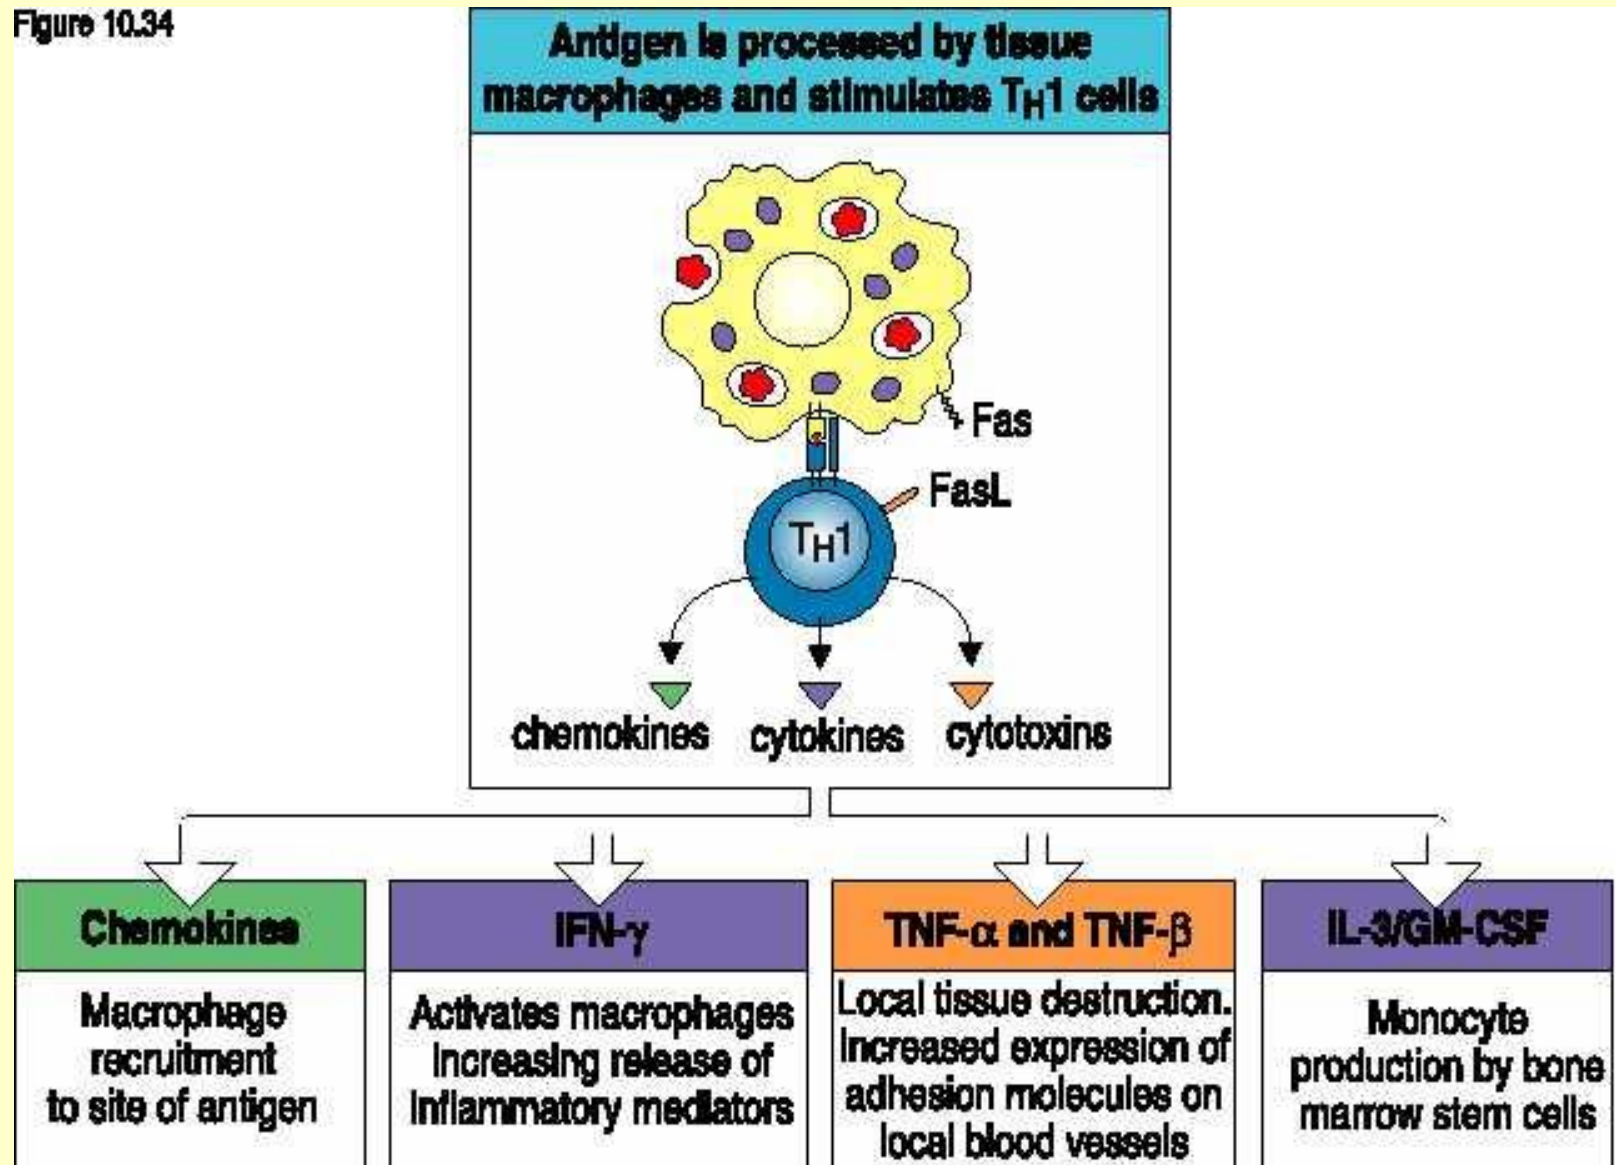 Figure 10.34
Antigen is processed by tissue
macrophages and stimulates TH1 cells
Fas
FasL
TH1
chemokines
cytokines
cytotoxins
Chemokines
Macrophage
recruitment
to site of antigen
IFN-γ
Activates macrophages
increasing release of
inflammatory mediators
TNF-α and TNF-β
Local tissue destruction.
Increased expression of
adhesion molecules on
local blood vessels
IL-3/GM-CSF
Monocyte
production by bone
marrow stem cells